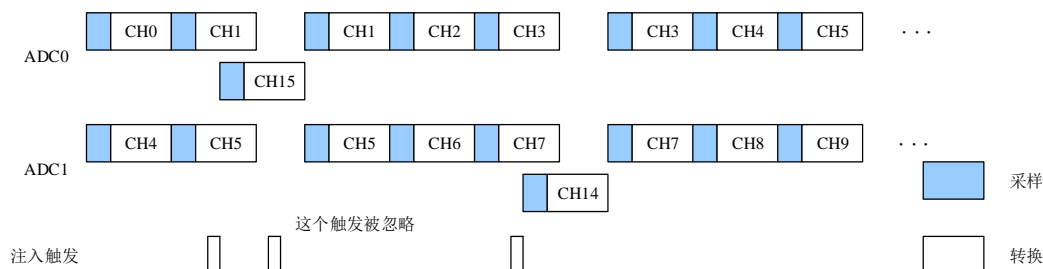 CH0 CH1 CH1 CH2 CH3 CH3 CH4 CH5 ...
ADC0
CH15
CH4 CH5 CH5 CH6 CH7 CH7 CH8 CH9 ...
ADC1
CH14
采样
这个触发被忽略
注入触发
转换